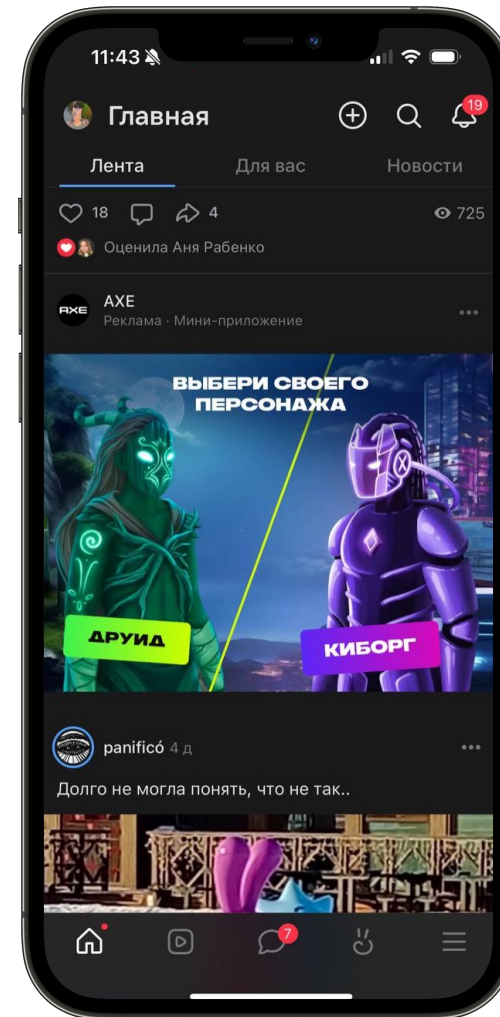 11:43
Главная
19
Лента
Для вас
Новости
18
4
725
Оценила Аня Рабенко
AXE
AXE
Реклама · Мини-приложение
ВЫБЕРИ СВОЕГО
ПЕРСОНАЖА
ДРУИД
КИБОРГ
panificó 4 д
Долго не могла понять, что не так..
7